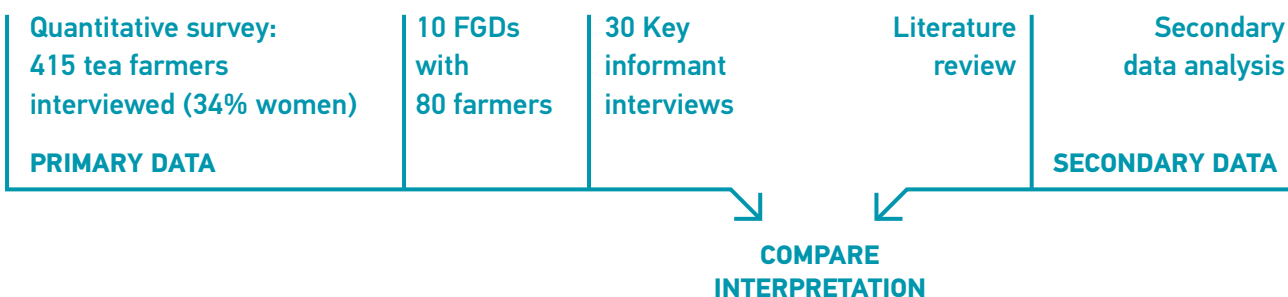 Quantitative survey:
415 tea farmers
interviewed (34% women)
10 FGDs
with
80 farmers
30 Key
informant
interviews
Literature
review
Secondary
data analysis
PRIMARY DATA
SECONDARY DATA
COMPARE
INTERPRETATION